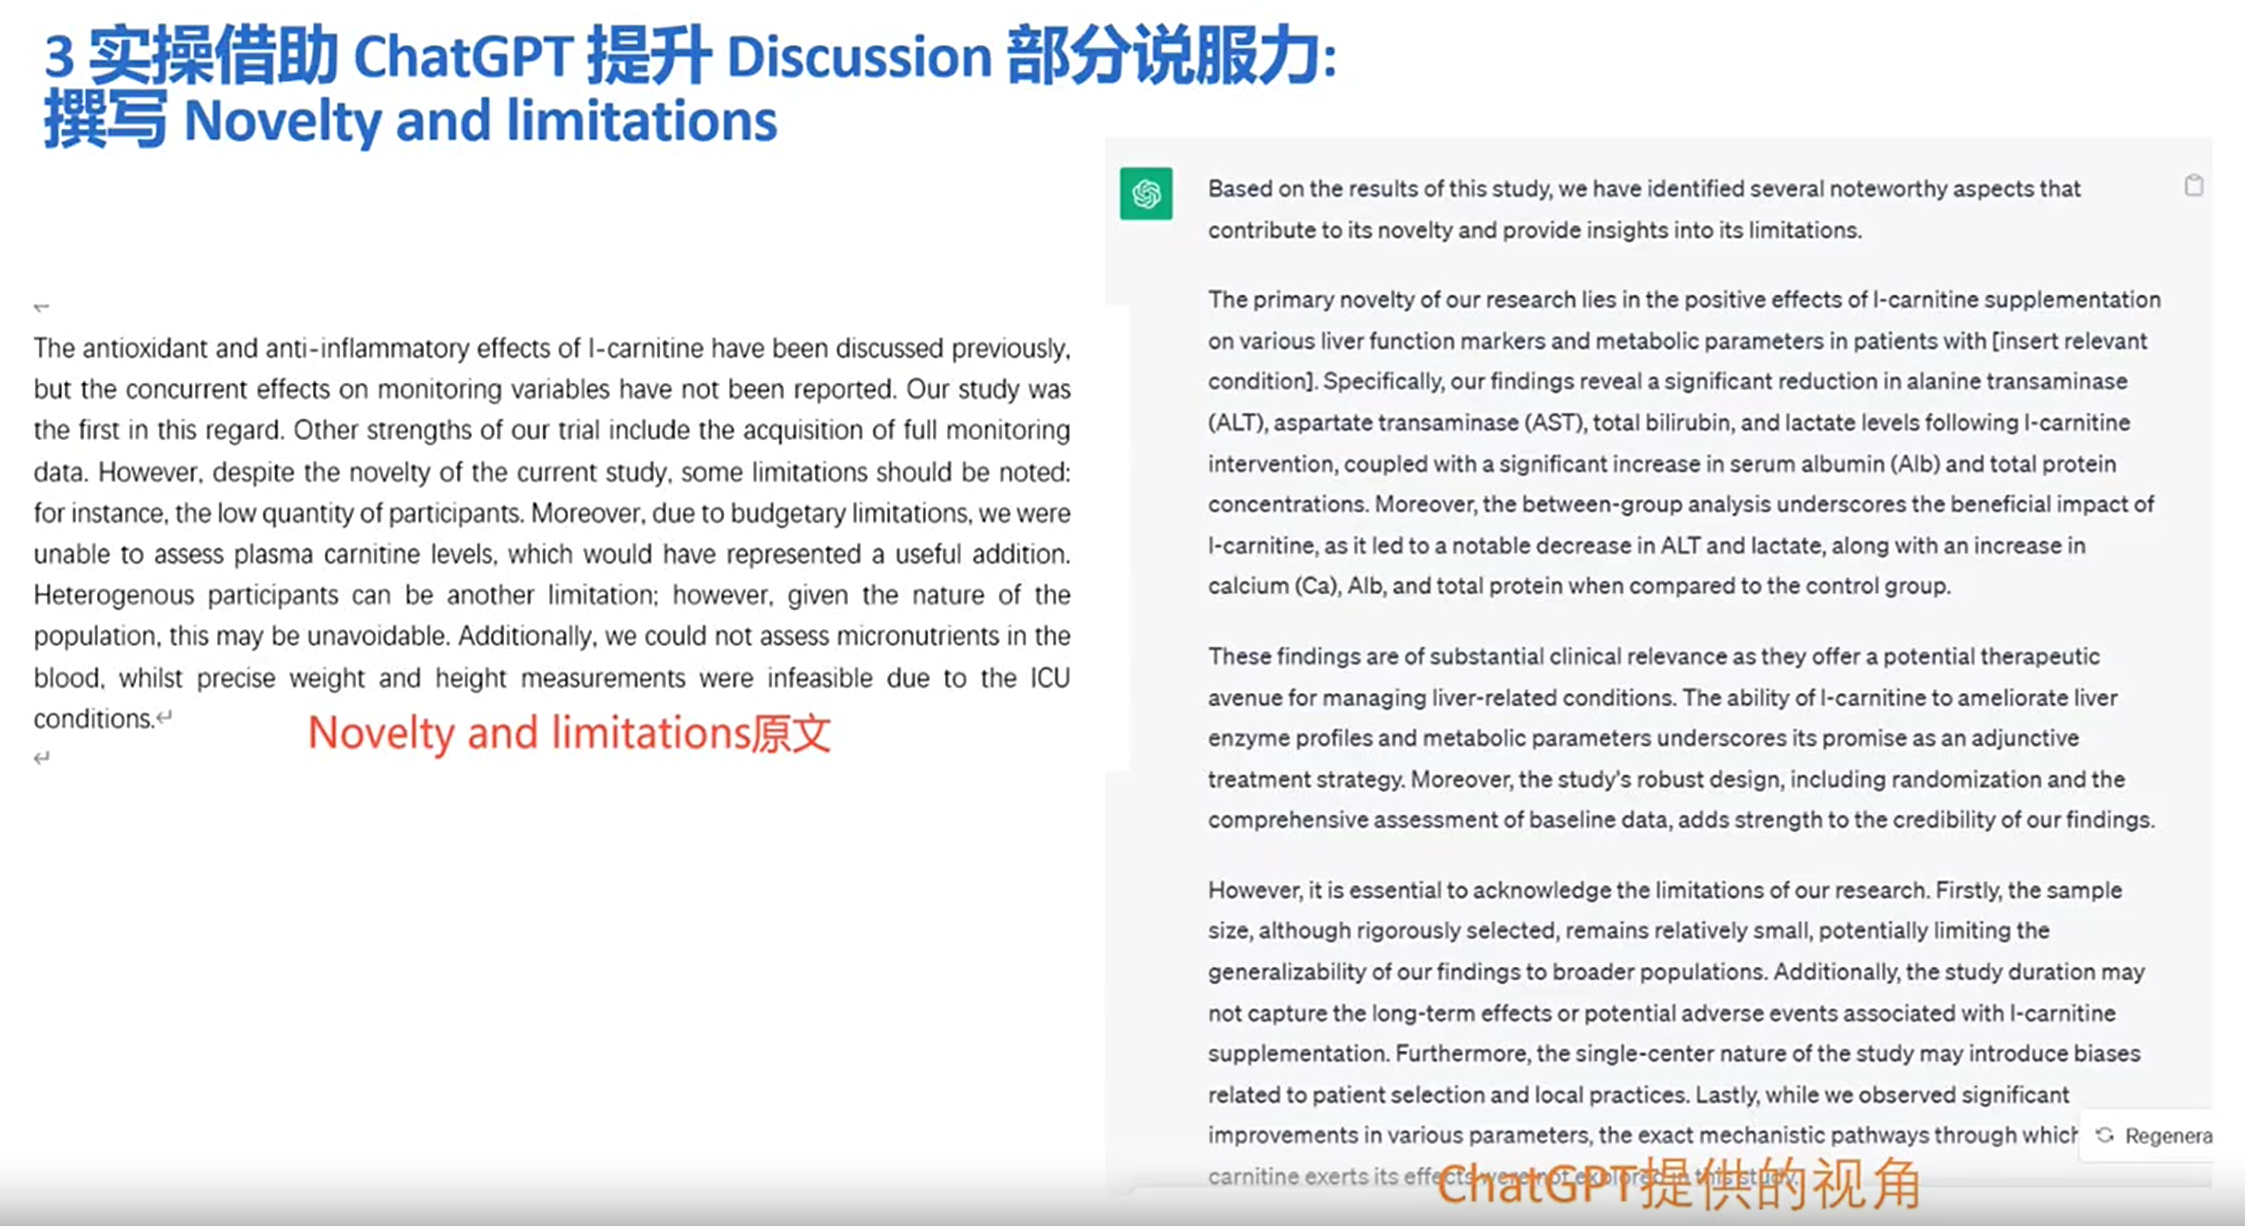 3 实操借助 ChatGPT 提升 Discussion 部分说服力:
撰写 Novelty and limitations
The antioxidant and anti-inflammatory effects of l-carnitine have been discussed previously,
but the concurrent effects on monitoring variables have not been reported. Our study was
the first in this regard. Other strengths of our trial include the acquisition of full monitoring
data. However, despite the novelty of the current study, some limitations should be noted:
for instance, the low quantity of participants. Moreover, due to budgetary limitations, we were
unable to assess plasma carnitine levels, which would have represented a useful addition.
Heterogenous participants can be another limitation; however, given the nature of the
population, this may be unavoidable. Additionally, we could not assess micronutrients in the
blood, whilst precise weight and height measurements were infeasible due to the ICU
conditions.
Novelty and limitations原文
Based on the results of this study, we have identified several noteworthy aspects that
contribute to its novelty and provide insights into its limitations.
The primary novelty of our research lies in the positive effects of l-carnitine supplementation
on various liver function markers and metabolic parameters in patients with [insert relevant
condition]. Specifically, our findings reveal a significant reduction in alanine transaminase
(ALT), aspartate transaminase (AST), total bilirubin, and lactate levels following l-carnitine
intervention, coupled with a significant increase in serum albumin (Alb) and total protein
concentrations. Moreover, the between-group analysis underscores the beneficial impact of
l-carnitine, as it led to a notable decrease in ALT and lactate, along with an increase in
calcium (Ca), Alb, and total protein when compared to the control group.
These findings are of substantial clinical relevance as they offer a potential therapeutic
avenue for managing liver-related conditions. The ability of l-carnitine to ameliorate liver
enzyme profiles and metabolic parameters underscores its promise as an adjunctive
treatment strategy. Moreover, the study's robust design, including randomization and the
comprehensive assessment of baseline data, adds strength to the credibility of our findings.
However, it is essential to acknowledge the limitations of our research. Firstly, the sample
size, although rigorously selected, remains relatively small, potentially limiting the
generalizability of our findings to broader populations. Additionally, the study duration may
not capture the long-term effects or potential adverse events associated with l-carnitine
supplementation. Furthermore, the single-center nature of the study may introduce biases
related to patient selection and local practices. Lastly, while we observed significant
improvements in various parameters, the exact mechanistic pathways through which
Regenera
carnitine exerts its effects were not explored in this study.
ChatGPT提供的视角